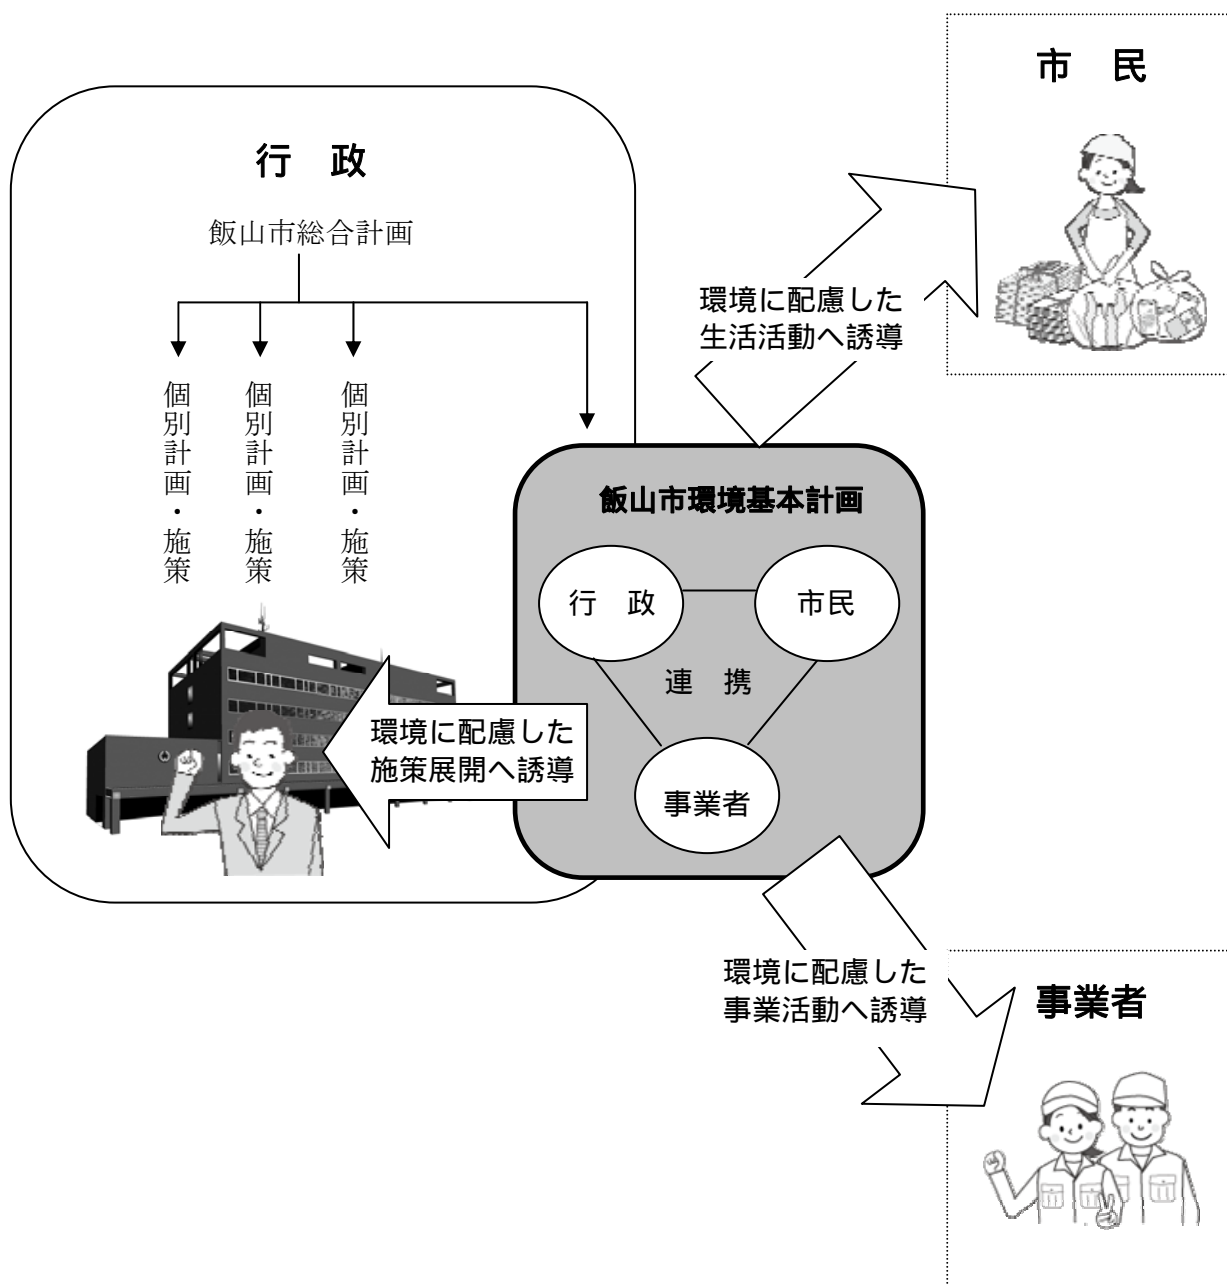 市　民
行　政
飯山市総合計画
環境に配慮した
生活活動へ誘導
個別計画・施策
個別計画・施策
個別計画・施策
飯山市環境基本計画
行　政
市民
連　携
環境に配慮した
施策展開へ誘導
事業者
環境に配慮した
事業活動へ誘導
事業者